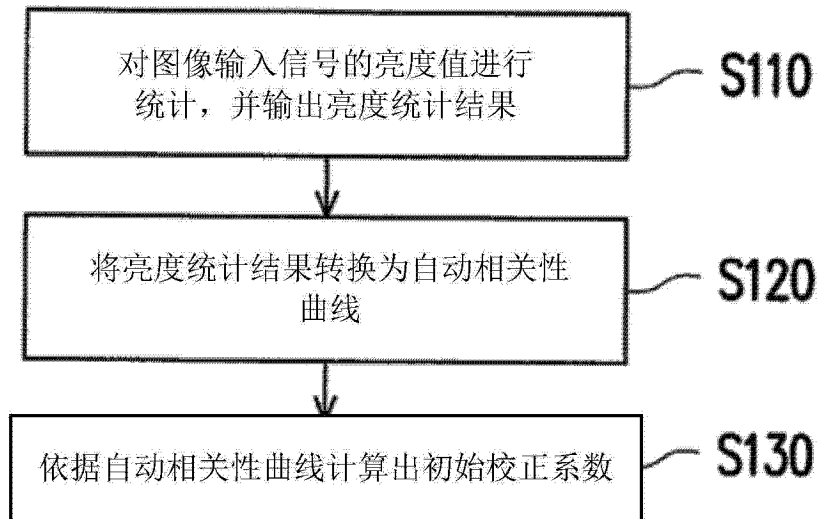 对图像输入信号的亮度值进行
统计，并输出亮度统计结果
S110
将亮度统计结果转换为自动相关性
曲线
S120
依据自动相关性曲线计算出初始校正系数
S130